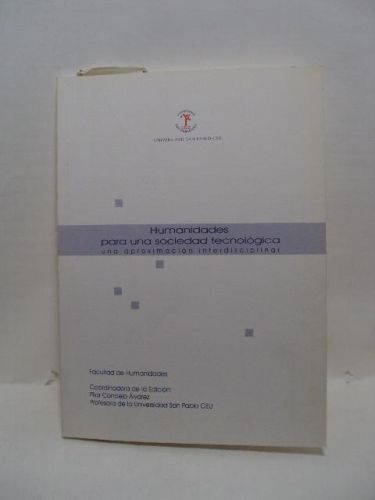 UNIVERSIDAD SAN PABLO-CEU
Humanidades
para una sociedad tecnológica
una aproximación interdisciplinar
Facultad de Humanidades
Coordinadora de la Edición
Pilar Concejo Álvarez
Profesora de la Universidad San Pablo CEU